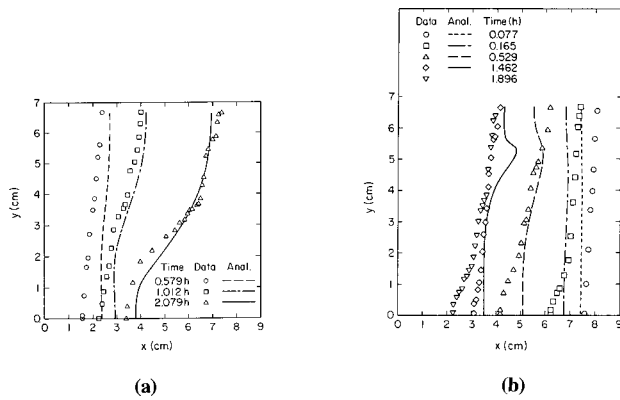 Data Anal. Time (h)
0.077
0.165
0.529
1.462
1.896
7
6
5
4
3
2
1
0
y (cm)
Time Data Anal.
0.579h
1.012h
2.079h
0 1 2 3 4 5 6 7 8 9
x (cm)
(a)
7
6
5
4
3
2
1
0
y (cm)
0 1 2 3 4 5 6 7 8 9
x (cm)
(b)